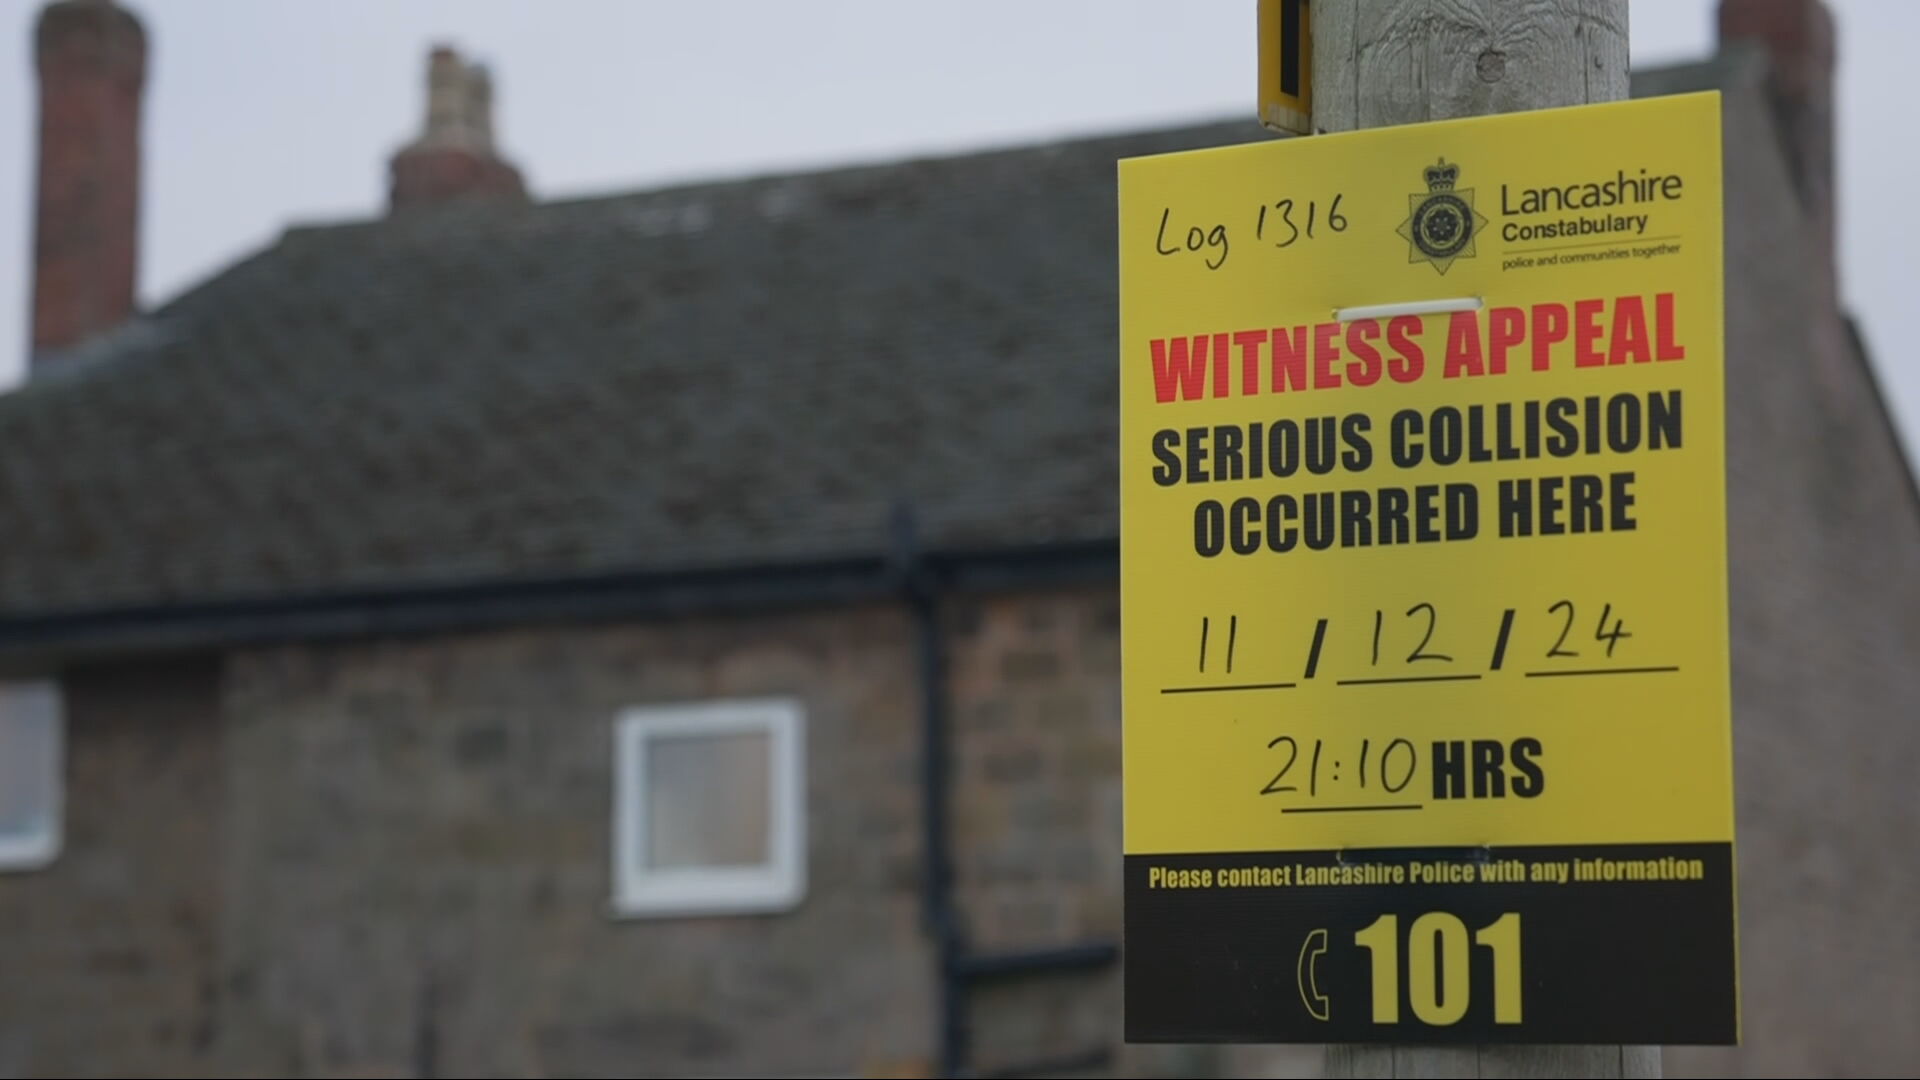 Log 1316
Lancashire
Constabulary
police and communities together
WITNESS APPEAL
SERIOUS COLLISION
OCCURRED HERE
11 / 12 / 24
21:10 HRS
Please contact Lancashire Police with any information
101